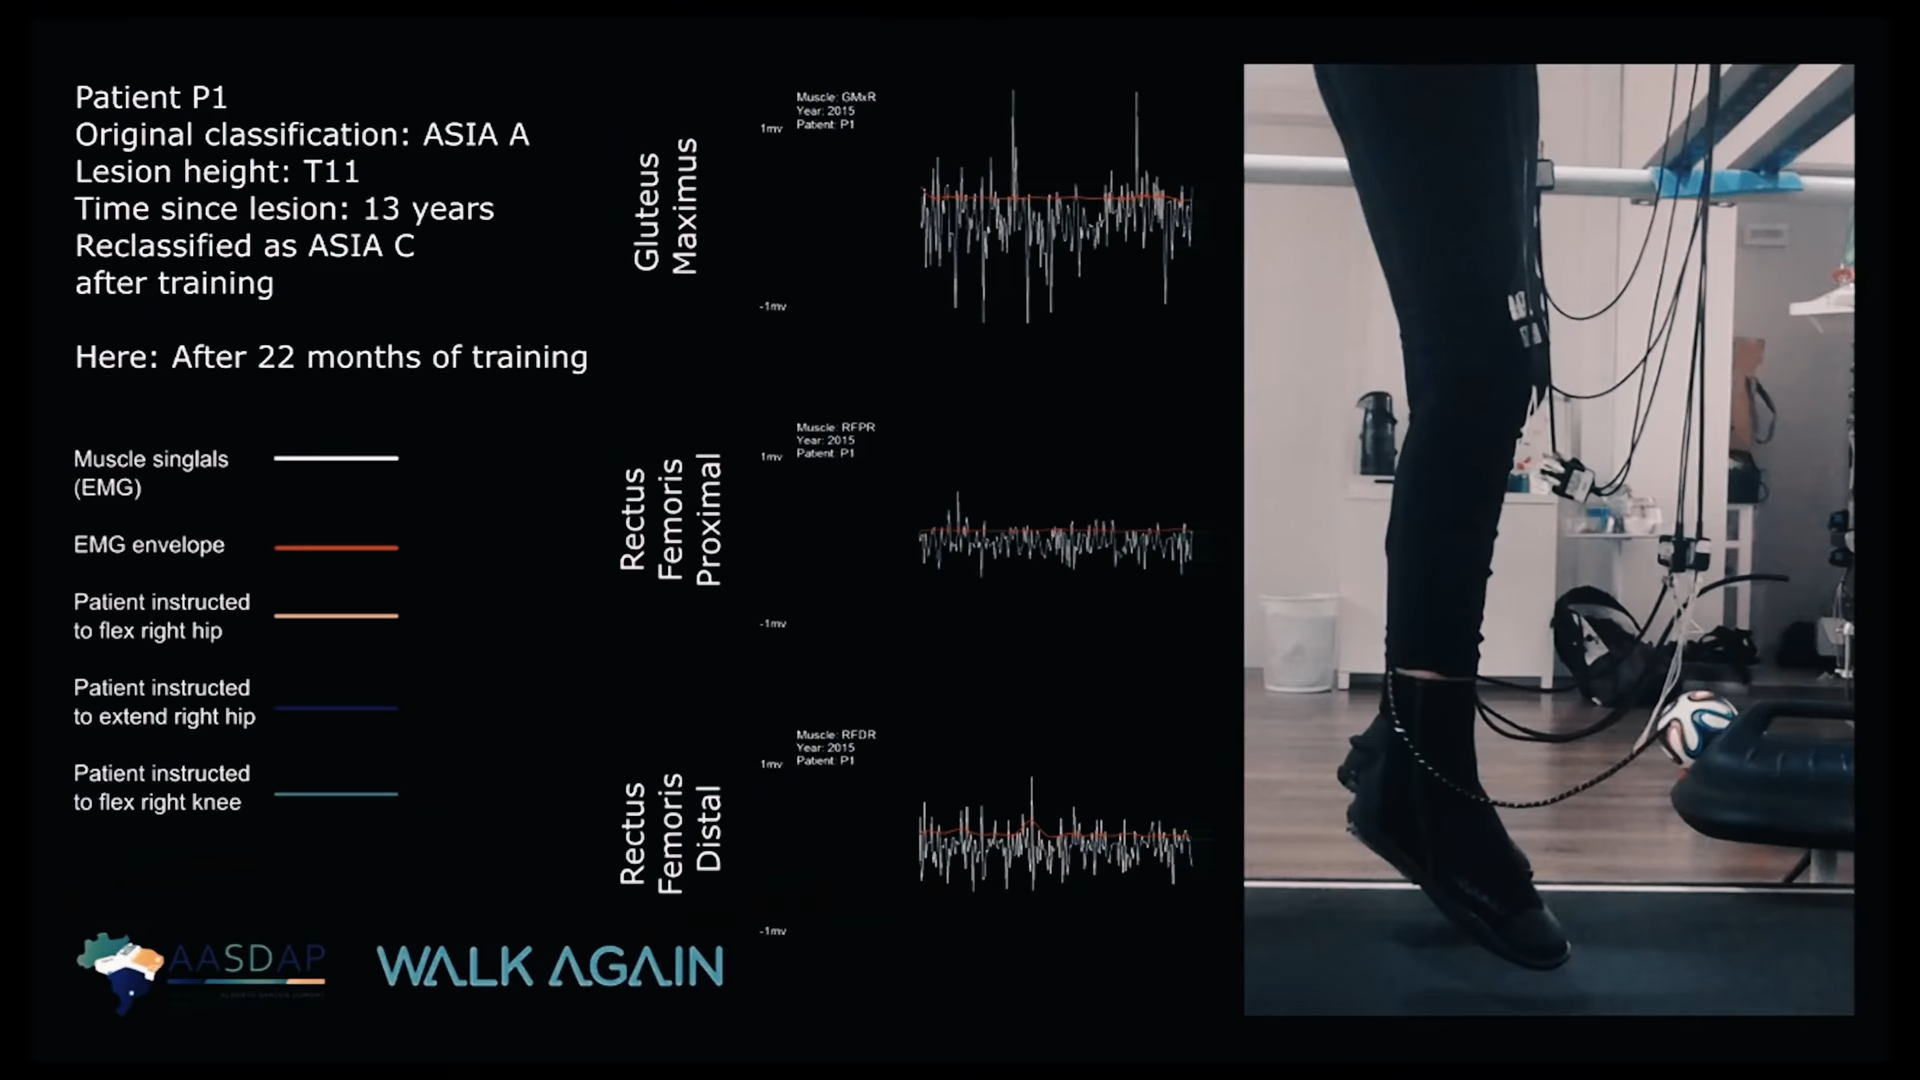 Patient P1
Original classification: ASIA A
Lesion height: T11
Time since lesion: 13 years
Reclassified as ASIA C
after training
Here: After 22 months of training
Muscle singlals
(EMG)
EMG envelope
Patient instructed
to flex right hip
Patient instructed
to extend right hip
Patient instructed
to flex right knee
AASDAP
WALK AGAIN
Gluteus
Maximus
Muscle: GMxR
Year: 2015
Patient: P1
1mv
-1mv
Rectus
Femoris
Proximal
Muscle: RFPR
Year: 2015
Patient: P1
1mv
-1mv
Rectus
Femoris
Distal
Muscle: RFDR
Year: 2015
Patient: P1
1mv
-1mv